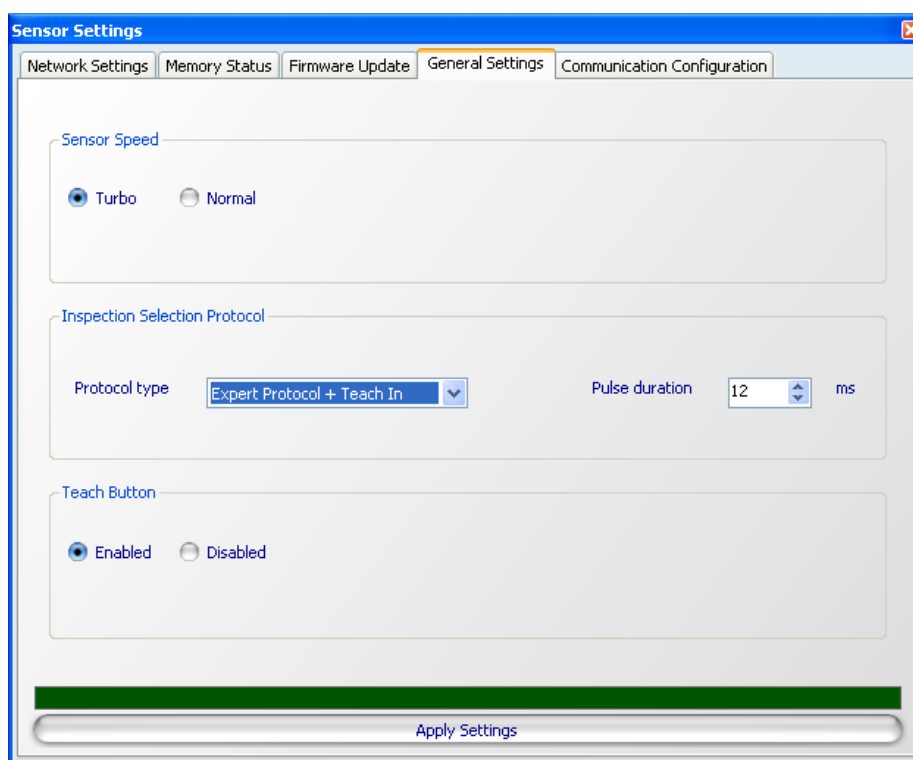 Sensor Settings
Network Settings Memory Status Firmware Update General Settings Communication Configuration
Sensor Speed
Turbo Normal
Inspection Selection Protocol
Protocol type Expert Protocol + Teach In Pulse duration 12 ms
Teach Button
Enabled Disabled
Apply Settings